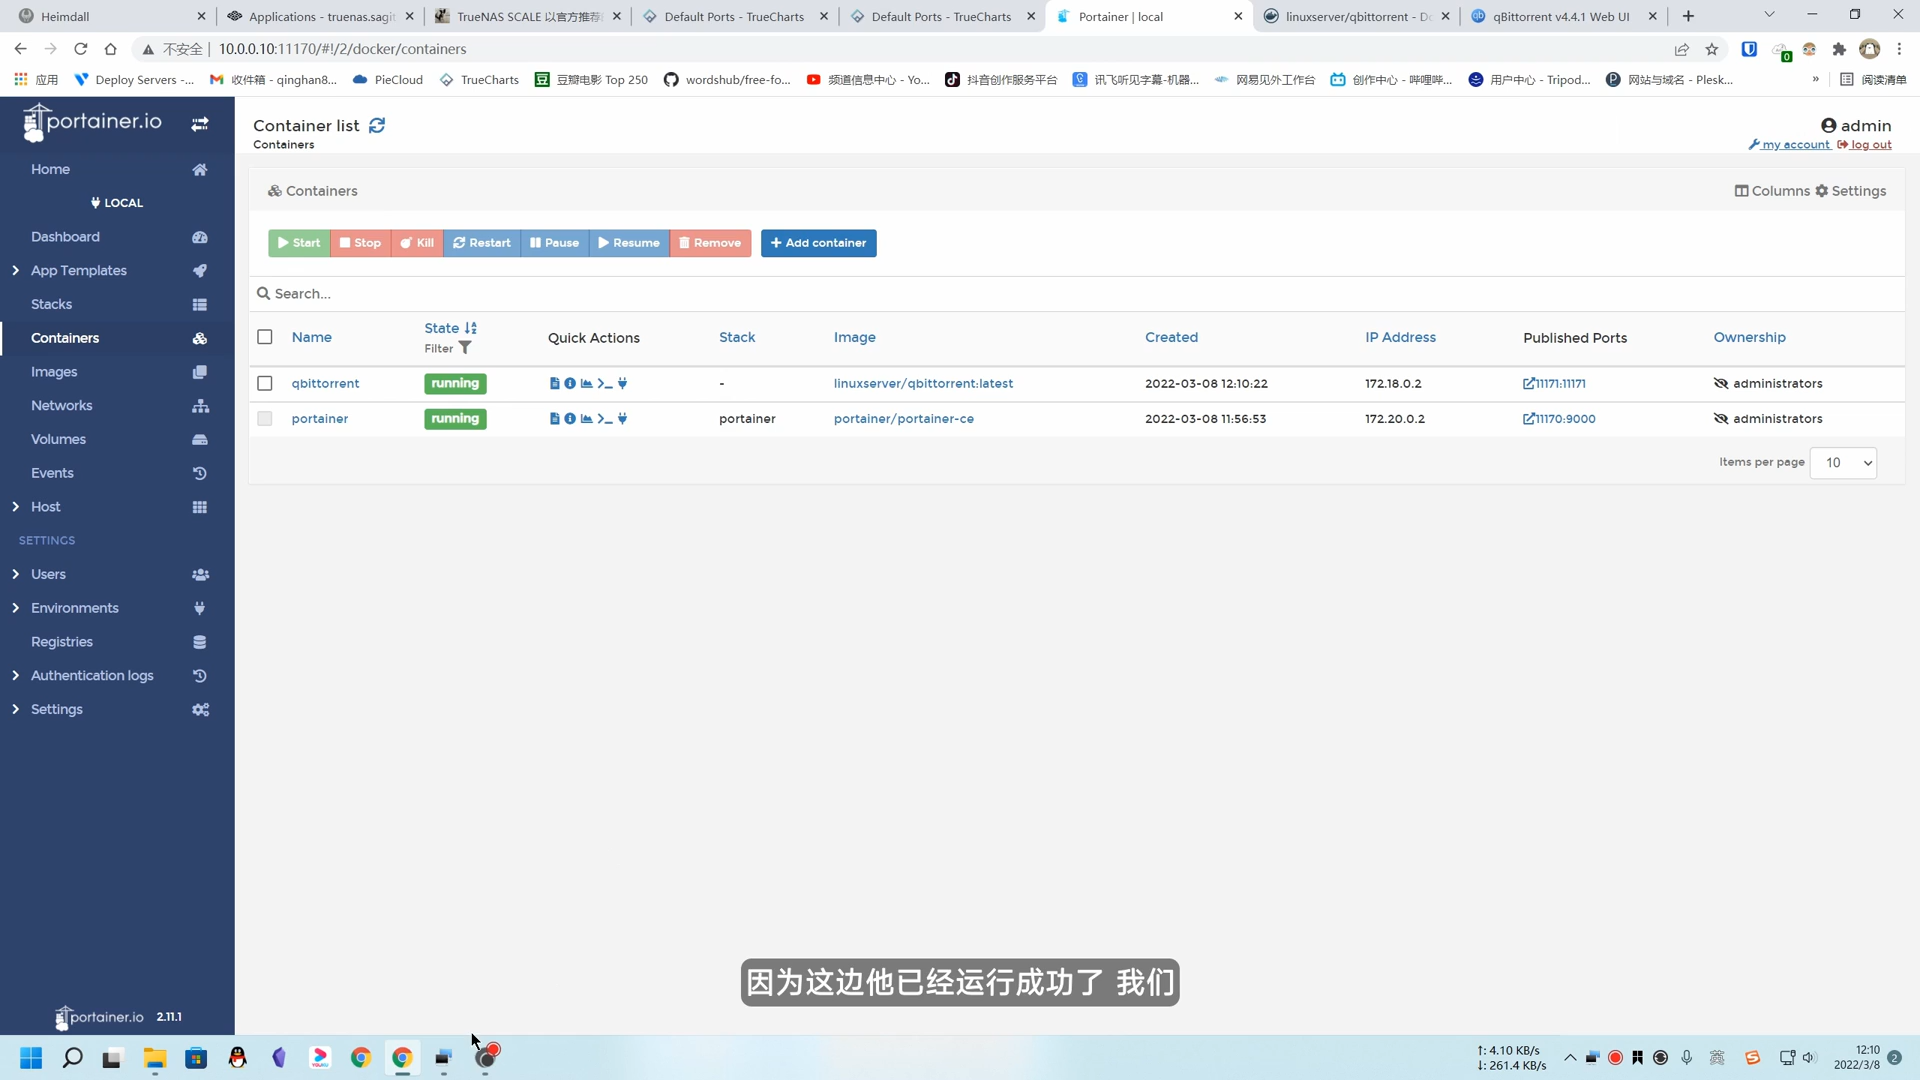 Heimdall
Applications - truenas.sagit
TrueNAS SCALE 以官方推荐
Default Ports - TrueCharts
Default Ports - TrueCharts
Portainer | local
linuxserver/qbittorrent - Do
qBittorrent v4.4.1 Web UI
不安全 | 10.0.0.10:11170/#!/2/docker/containers
应用
Deploy Servers -...
收件箱 - qinghan8...
PieCloud
TrueCharts
豆瓣电影 Top 250
wordshub/free-fo...
频道信息中心 - Yo...
抖音创作服务平台
讯飞听见字幕-机器...
网易见外工作台
创作中心 - 哔哩哔...
用户中心 - Tripod...
网站与域名 - Plesk...
»
阅读清单
portainer.io
Home
LOCAL
Dashboard
App Templates
Stacks
Containers
Images
Networks
Volumes
Events
Host
SETTINGS
Users
Environments
Registries
Authentication logs
Settings
portainer.io 2.11.1
Container list
Containers
admin
my account log out
Containers
Columns Settings
Start Stop Kill Restart Pause Resume Remove + Add container
Search...
Name State Filter Quick Actions Stack Image Created IP Address Published Ports Ownership
qbittorrent running - linuxserver/qbittorrent:latest 2022-03-08 12:10:22 172.18.0.2 11171:11171 administrators
portainer running portainer portainer/portainer-ce 2022-03-08 11:56:53 172.20.0.2 11170:9000 administrators
Items per page 10
因为这边他已经运行成功了 我们
↑: 4.10 KB/s
↓: 261.4 KB/s
英
12:10
2022/3/8
2